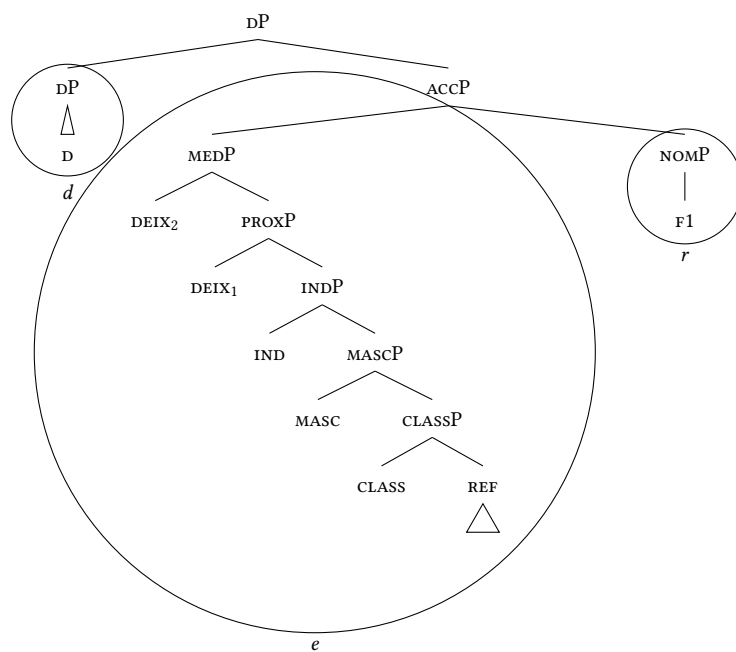 DP
DP ACCP
D MEDP NOMP
d
DEIX₂ PROXP F1
r
DEIX₁ INDP
IND MASCP
MASC CLASSP
CLASS REF
e